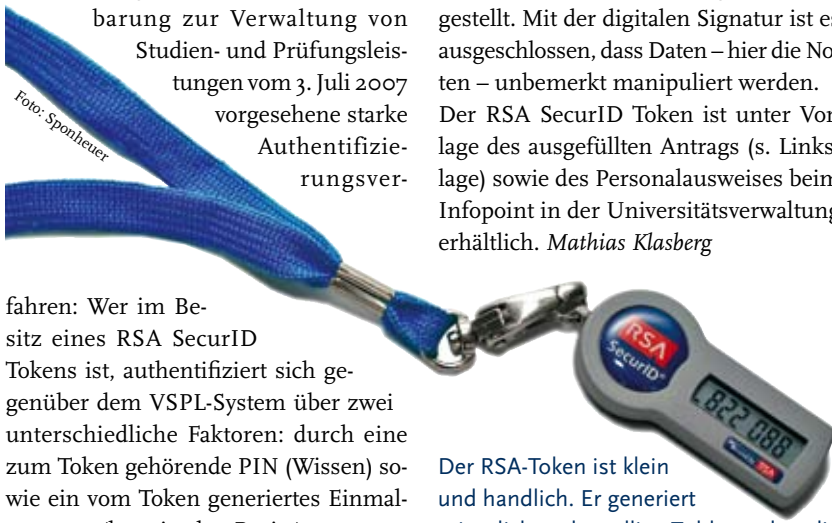 barung zur Verwaltung von
Studien- und Prüfungsleis-
tungen vom 3. Juli 2007
vorgesehene starke
Authentifizie-
rungsver-
Foto: Sponheuer
fahren: Wer im Be-
sitz eines RSA SecurID
Tokens ist, authentifiziert sich ge-
genüber dem VSPL-System über zwei
unterschiedliche Faktoren: durch eine
zum Token gehörende PIN (Wissen) so-
wie ein vom Token generiertes Einmal-
gestellt. Mit der digitalen Signatur ist es
ausgeschlossen, dass Daten – hier die No-
ten – unbemerkt manipuliert werden.
Der RSA SecurID Token ist unter Vor-
lage des ausgefüllten Antrags (s. Links
lage) sowie des Personalausweises beim
Infopoint in der Universitätsverwaltung
erhältlich. Mathias Klasberg
RSA
SecurID®
822 088
RSA
Der RSA-Token ist klein
und handlich. Er generiert